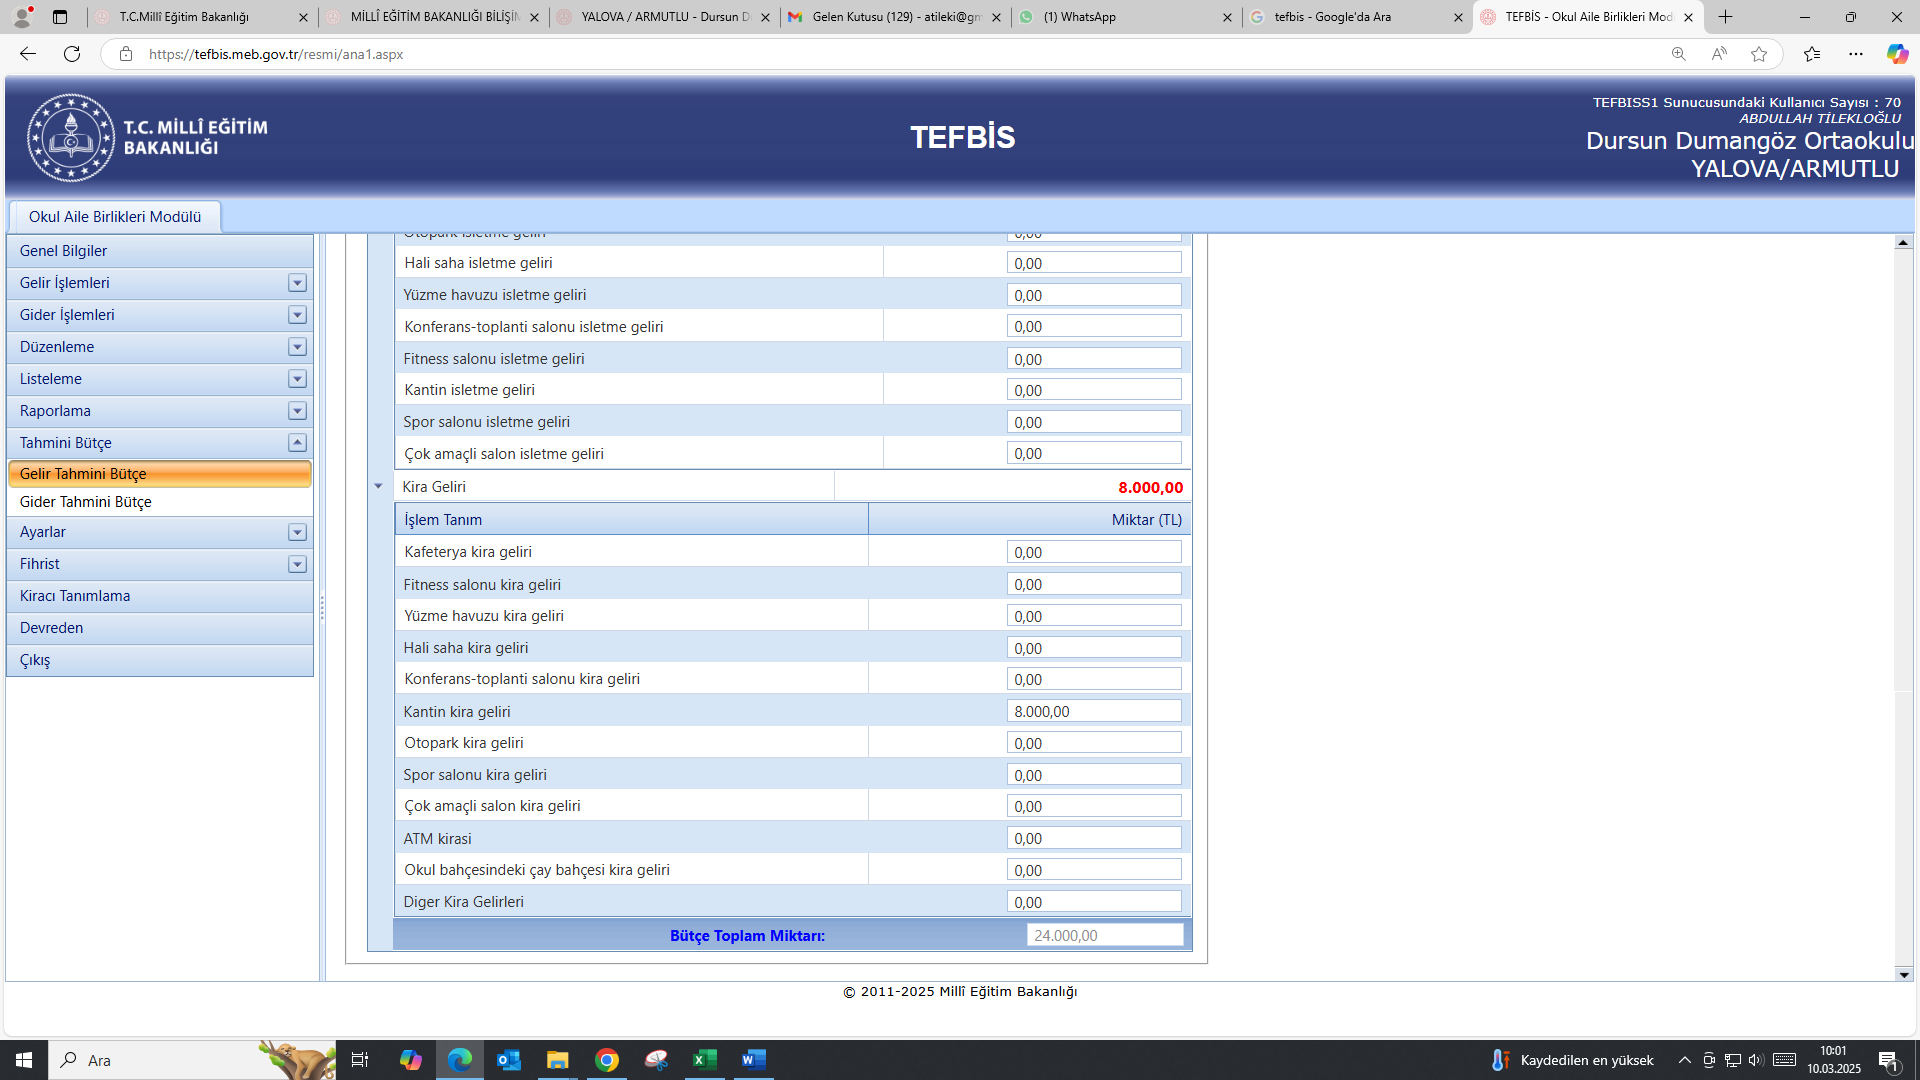 T.C.Millî Eğitim Bakanlığı
MİLLÎ EĞİTİM BAKANLIĞI BİLİŞİM
YALOVA / ARMUTLU - Dursun D
Gelen Kutusu (129) - atileki@gm
(1) WhatsApp
tefbis - Google'da Ara
TEFBİS - Okul Aile Birlikleri Mod
https://tefbis.meb.gov.tr/resmi/ana1.aspx
T.C. MİLLÎ EĞİTİM
BAKANLIĞI
TEFBİS
TEFBISS1 Sunucusundaki Kullanıcı Sayısı : 70
ABDULLAH TİLEKLOĞLU
Dursun Dumangöz Ortaokulu
YALOVA/ARMUTLU
Okul Aile Birlikleri Modülü
Genel Bilgiler
Gelir İşlemleri
Gider İşlemleri
Düzenleme
Listeleme
Raporlama
Tahmini Bütçe
Gelir Tahmini Bütçe
Gider Tahmini Bütçe
Ayarlar
Fihrist
Kiracı Tanımlama
Devreden
Çıkış
Otopark isletme geliri 0,00
Hali saha isletme geliri 0,00
Yüzme havuzu isletme geliri 0,00
Konferans-toplanti salonu isletme geliri 0,00
Fitness salonu isletme geliri 0,00
Kantin isletme geliri 0,00
Spor salonu isletme geliri 0,00
Çok amaçli salon isletme geliri 0,00
Kira Geliri 8.000,00
İşlem Tanım Miktar (TL)
Kafeterya kira geliri 0,00
Fitness salonu kira geliri 0,00
Yüzme havuzu kira geliri 0,00
Hali saha kira geliri 0,00
Konferans-toplanti salonu kira geliri 0,00
Kantin kira geliri 8.000,00
Otopark kira geliri 0,00
Spor salonu kira geliri 0,00
Çok amaçli salon kira geliri 0,00
ATM kirasi 0,00
Okul bahçesindeki çay bahçesi kira geliri 0,00
Diger Kira Gelirleri 0,00
Bütçe Toplam Miktarı: 24.000,00
© 2011-2025 Millî Eğitim Bakanlığı
Ara
Kaydedilen en yüksek
10:01
10.03.2025
1